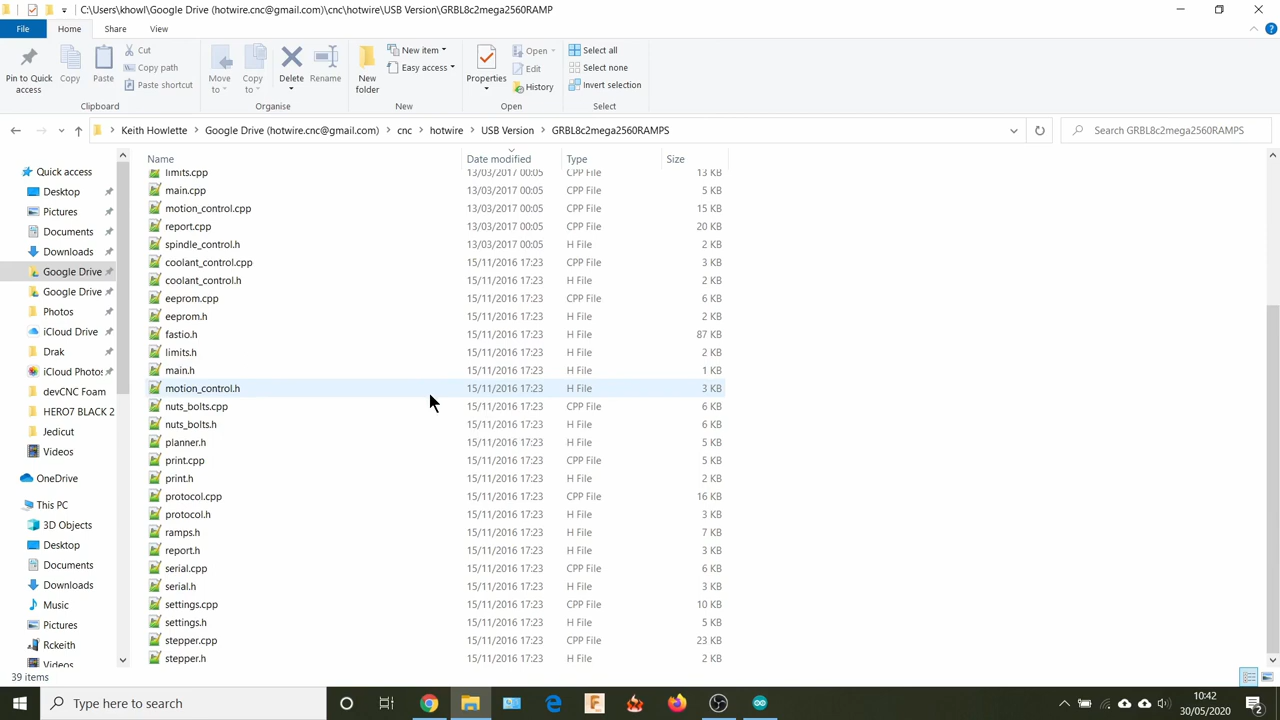 C:\Users\khowl\Google Drive (hotwire.cnc@gmail.com)\cnc\hotwire\USB Version\GRBL8c2mega2560RAMP
File Home Share View
Pin to Quick access
Copy
Paste
Cut
Copy path
Paste shortcut
Clipboard
Move to
Copy to
Delete
Rename
Organise
New folder
New item
Easy access
New
Properties
Open
Edit
History
Open
Select all
Select none
Invert selection
Select
Keith Howlette > Google Drive (hotwire.cnc@gmail.com) > cnc > hotwire > USB Version > GRBL8c2mega2560RAMPS
Search GRBL8c2mega2560RAMPS
Quick access
Desktop
Pictures
Documents
Downloads
Google Drive
Google Drive
Photos
iCloud Drive
Drak
iCloud Photos
devCNC Foam
HERO7 BLACK 2
Jedicut
Videos
OneDrive
This PC
3D Objects
Desktop
Documents
Downloads
Music
Pictures
Rckeith
Videos
Name Date modified Type Size
limits.cpp 13/03/2017 00:05 CPP File 13 KB
main.cpp 13/03/2017 00:05 CPP File 5 KB
motion_control.cpp 13/03/2017 00:05 CPP File 15 KB
report.cpp 13/03/2017 00:05 CPP File 20 KB
spindle_control.h 13/03/2017 00:05 H File 2 KB
coolant_control.cpp 15/11/2016 17:23 CPP File 3 KB
coolant_control.h 15/11/2016 17:23 H File 2 KB
eeprom.cpp 15/11/2016 17:23 CPP File 6 KB
eeprom.h 15/11/2016 17:23 H File 2 KB
fastio.h 15/11/2016 17:23 H File 87 KB
limits.h 15/11/2016 17:23 H File 2 KB
main.h 15/11/2016 17:23 H File 1 KB
motion_control.h 15/11/2016 17:23 H File 3 KB
nuts_bolts.cpp 15/11/2016 17:23 CPP File 6 KB
nuts_bolts.h 15/11/2016 17:23 H File 6 KB
planner.h 15/11/2016 17:23 H File 5 KB
print.cpp 15/11/2016 17:23 CPP File 5 KB
print.h 15/11/2016 17:23 H File 2 KB
protocol.cpp 15/11/2016 17:23 CPP File 16 KB
protocol.h 15/11/2016 17:23 H File 3 KB
ramps.h 15/11/2016 17:23 H File 7 KB
report.h 15/11/2016 17:23 H File 3 KB
serial.cpp 15/11/2016 17:23 CPP File 6 KB
serial.h 15/11/2016 17:23 H File 3 KB
settings.cpp 15/11/2016 17:23 CPP File 10 KB
settings.h 15/11/2016 17:23 H File 5 KB
stepper.cpp 15/11/2016 17:23 CPP File 23 KB
stepper.h 15/11/2016 17:23 H File 2 KB
39 items
Type here to search
10:42
30/05/2020
2